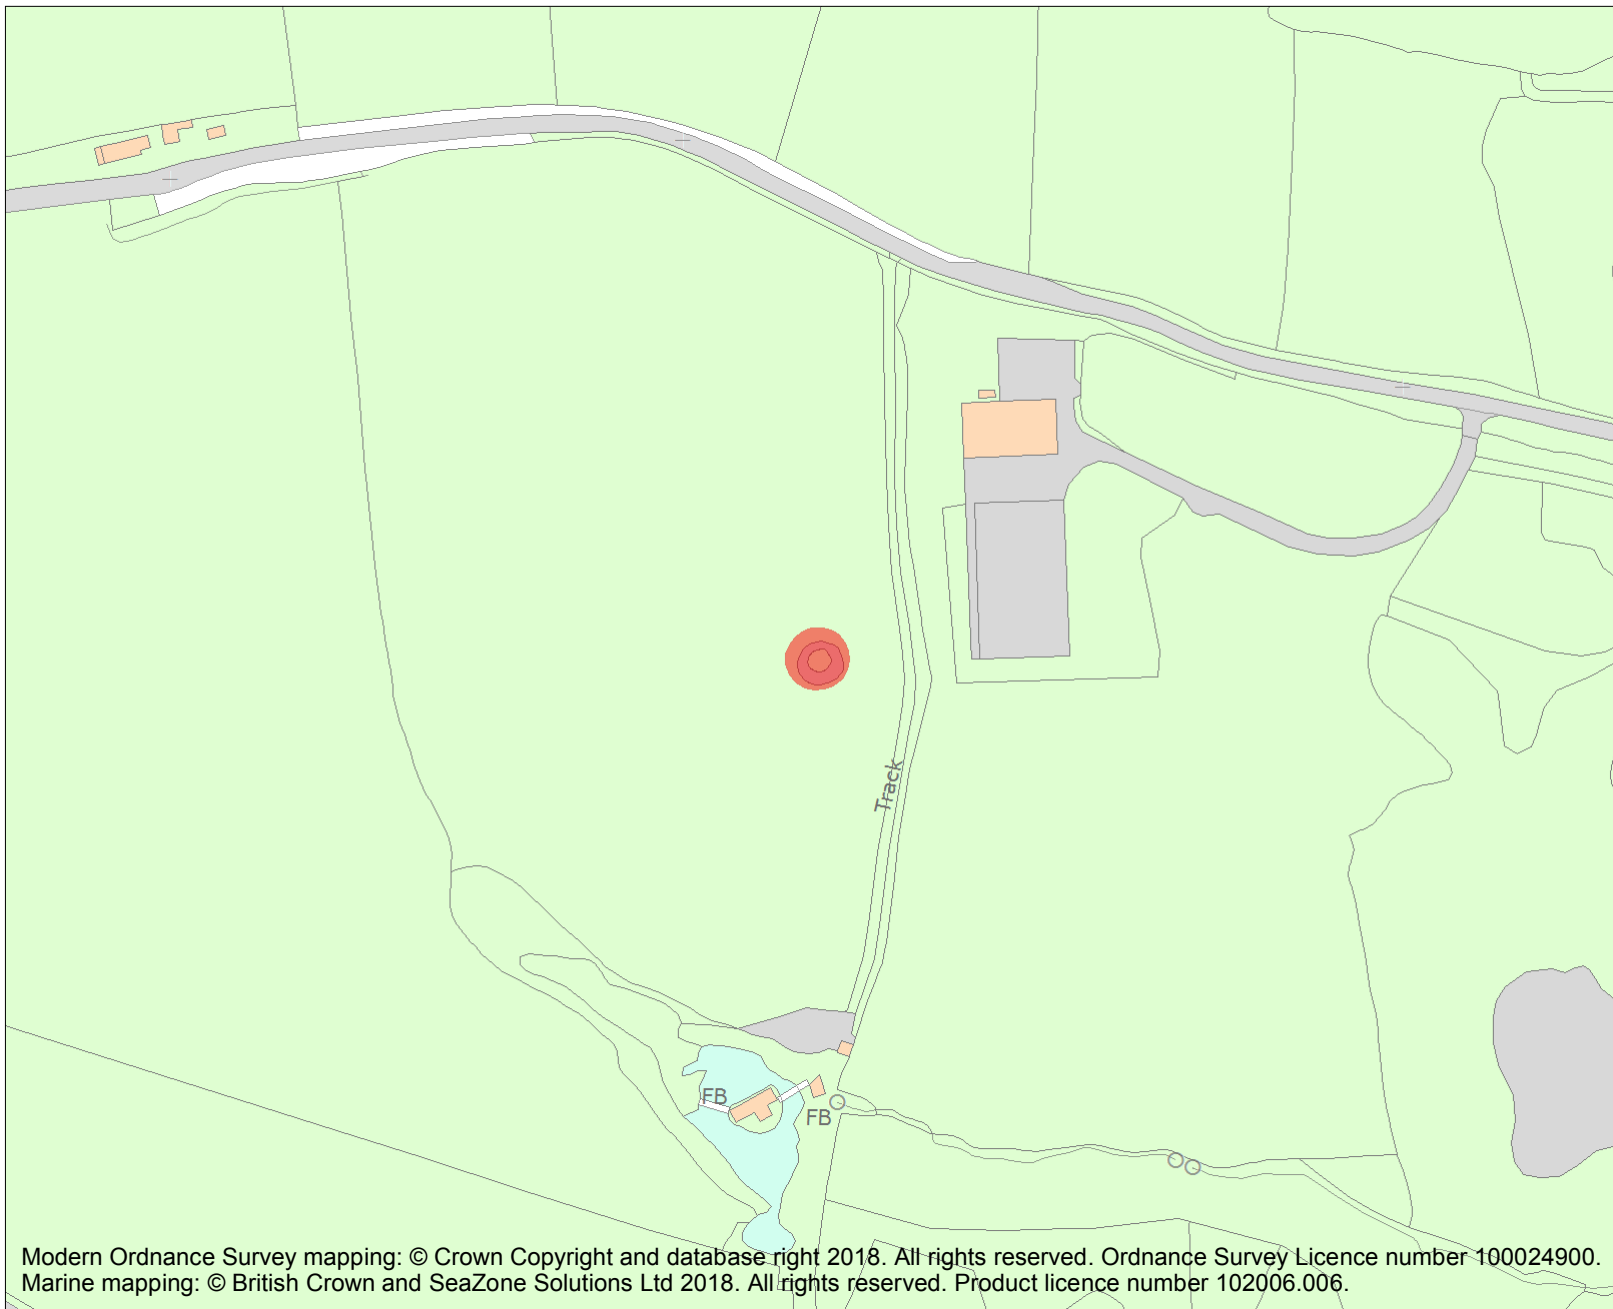 Track
FB
FB
Modern Ordnance Survey mapping: © Crown Copyright and database right 2018. All rights reserved. Ordnance Survey Licence number 100024900.
Marine mapping: © British Crown and SeaZone Solutions Ltd 2018. All rights reserved. Product licence number 102006.006.